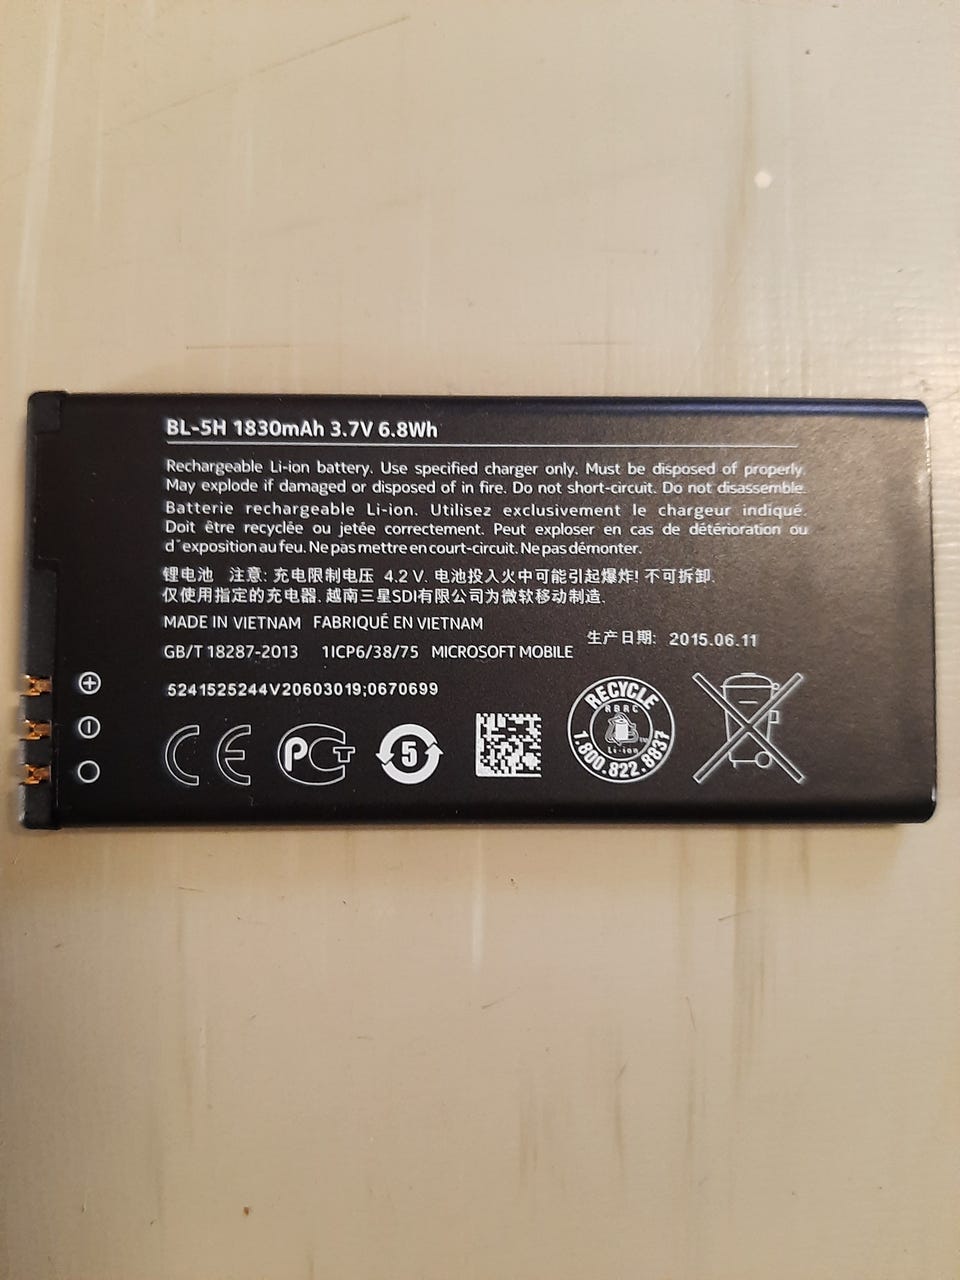 BL-5H 1830mAh 3.7V 6.8Wh
Rechargeable Li-ion battery. Use specified charger only. Must be disposed of properly.
May explode if damaged or disposed of in fire. Do not short-circuit. Do not disassemble.
Batterie rechargeable Li-ion. Utilisez exclusivement le chargeur indiqué.
Doit être recyclée ou jetée correctement. Peut exploser en cas de détérioration ou
d´exposition au feu. Ne pas mettre en court-circuit. Ne pas démonter.
锂电池 注意: 充电限制电压 4.2 V. 电池投入火中可能引起爆炸! 不可拆卸.
仅使用指定的充电器. 越南三星SDI有限公司为微软移动制造.
MADE IN VIETNAM FABRIQUÉ EN VIETNAM
生产日期: 2015.06.11
GB/T 18287-2013 1ICP6/38/75 MICROSOFT MOBILE
5241525244V20603019;0670699
CE PCT 5
RECYCLE
RBRC
Li-ion
1.800.822.8837